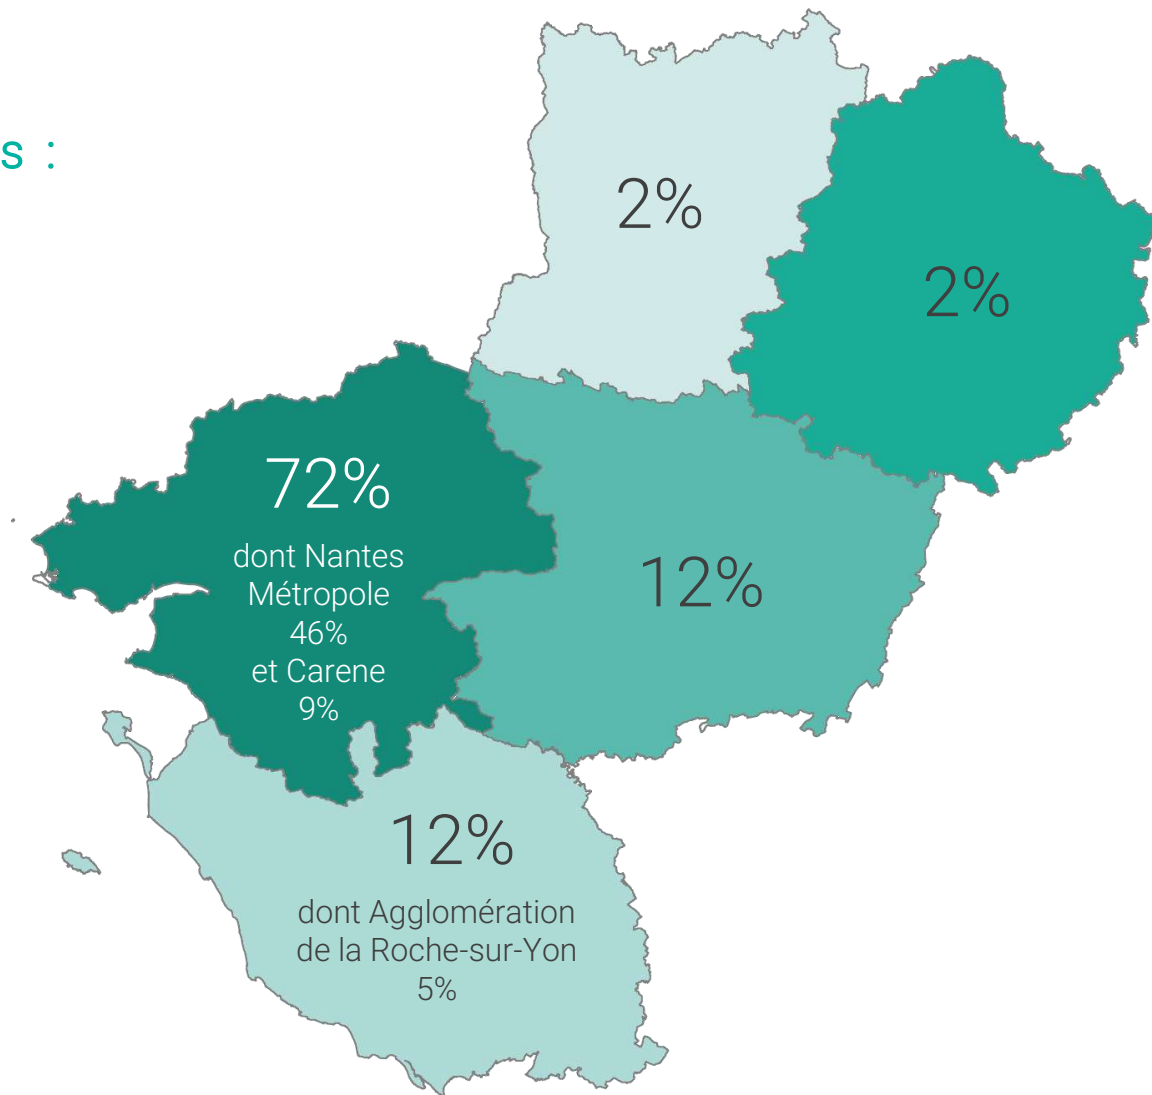 s :
2%
2%
72%
dont Nantes
Métropole
46%
et Carene
9%
12%
12%
dont Agglomération
de la Roche-sur-Yon
5%